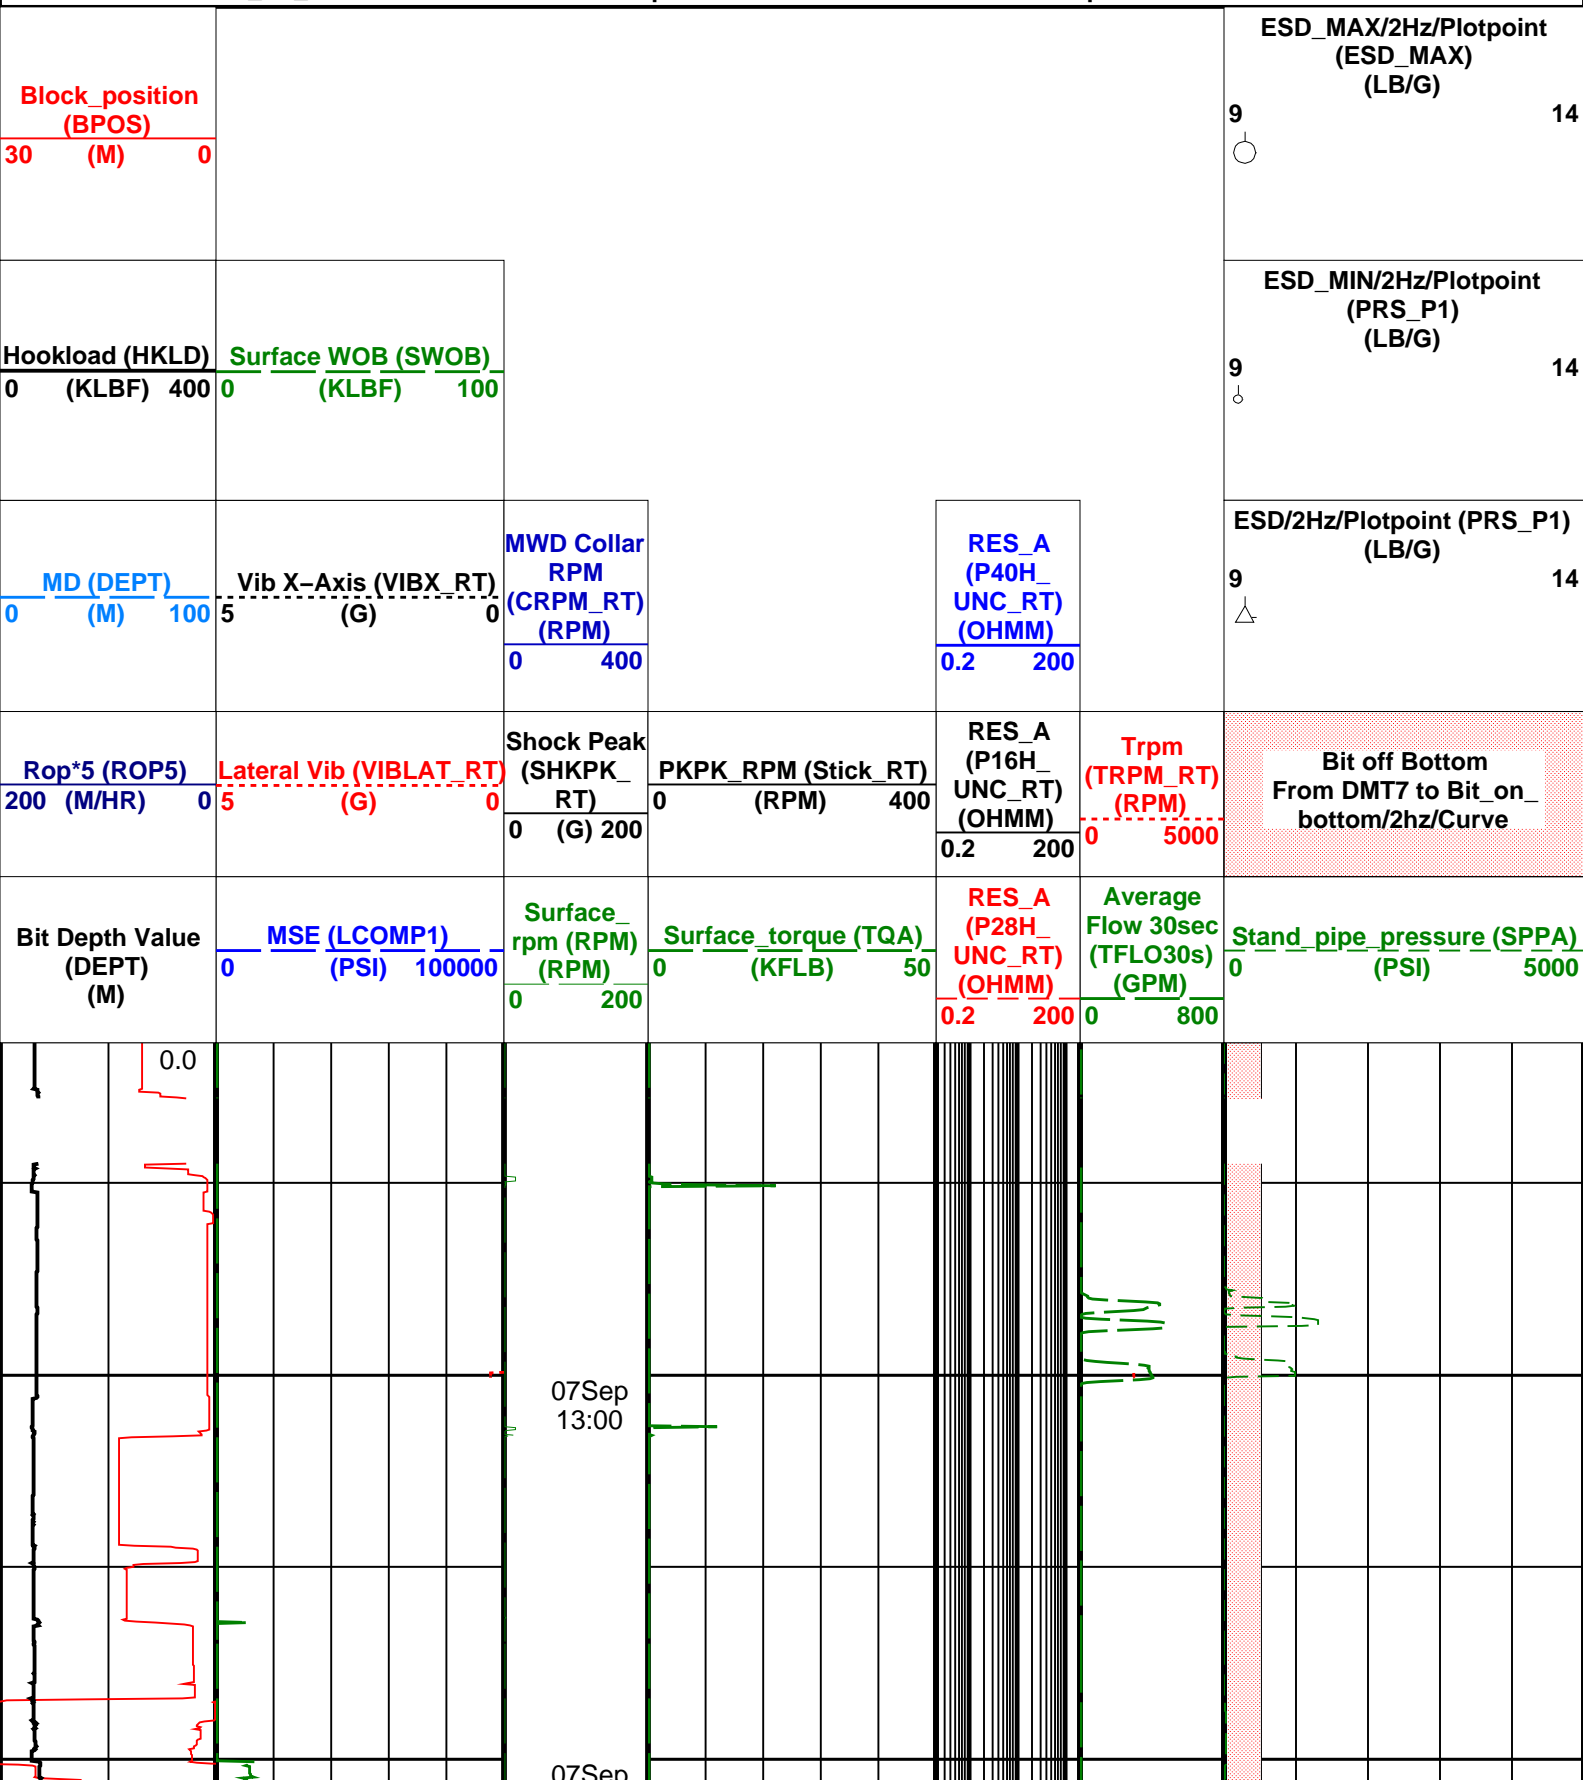 ESD_MAX/2Hz/Plotpoint
(ESD_MAX)
(LB/G)
9 14
Block_position
(BPOS)
30 (M) 0
ESD_MIN/2Hz/Plotpoint
(PRS_P1)
(LB/G)
9 14
Hookload (HKLD)
0 (KLBF) 400
Surface WOB (SWOB)
0 (KLBF) 100
ESD/2Hz/Plotpoint (PRS_P1)
(LB/G)
9 14
MD (DEPT)
0 (M) 100
Vib X-Axis (VIBX_RT)
5 (G) 0
MWD Collar
RPM
(CRPM_RT)
(RPM)
0 400
RES_A
(P40H_
UNC_RT)
(OHMM)
0.2 200
Rop*5 (ROP5)
200 (M/HR) 0
Lateral Vib (VIBLAT_RT)
5 (G) 0
Shock Peak
(SHKPK_
RT)
0 (G) 200
PKPK_RPM (Stick_RT)
0 (RPM) 400
RES_A
(P16H_
UNC_RT)
(OHMM)
0.2 200
Trpm
(TRPM_RT)
(RPM)
0 5000
Bit off Bottom
From DMT7 to Bit_on_
bottom/2hz/Curve
Bit Depth Value
(DEPT)
(M)
MSE (LCOMP1)
0 (PSI) 100000
Surface_
rpm (RPM)
(RPM)
0 200
Surface_torque (TQA)
0 (KFLB) 50
RES_A
(P28H_
UNC_RT)
(OHMM)
0.2 200
Average
Flow 30sec
(TFLO30s)
(GPM)
0 800
Stand_pipe_pressure (SPPA)
0 (PSI) 5000
0.0
07Sep
13:00
07Sep